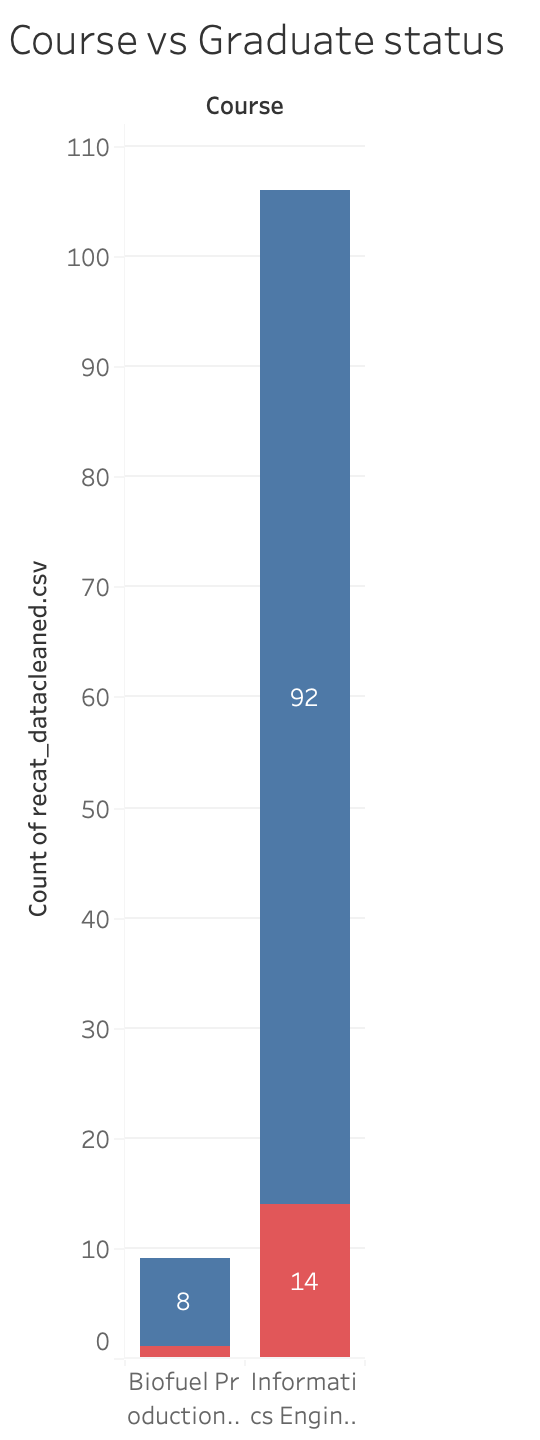 Course vs Graduate status
Course
110
100
90
80
70
60
50
40
30
20
10
0
Count of recat_datacleaned.csv
92
8
14
Biofuel Pr
oduction..
Informati
cs Engin..